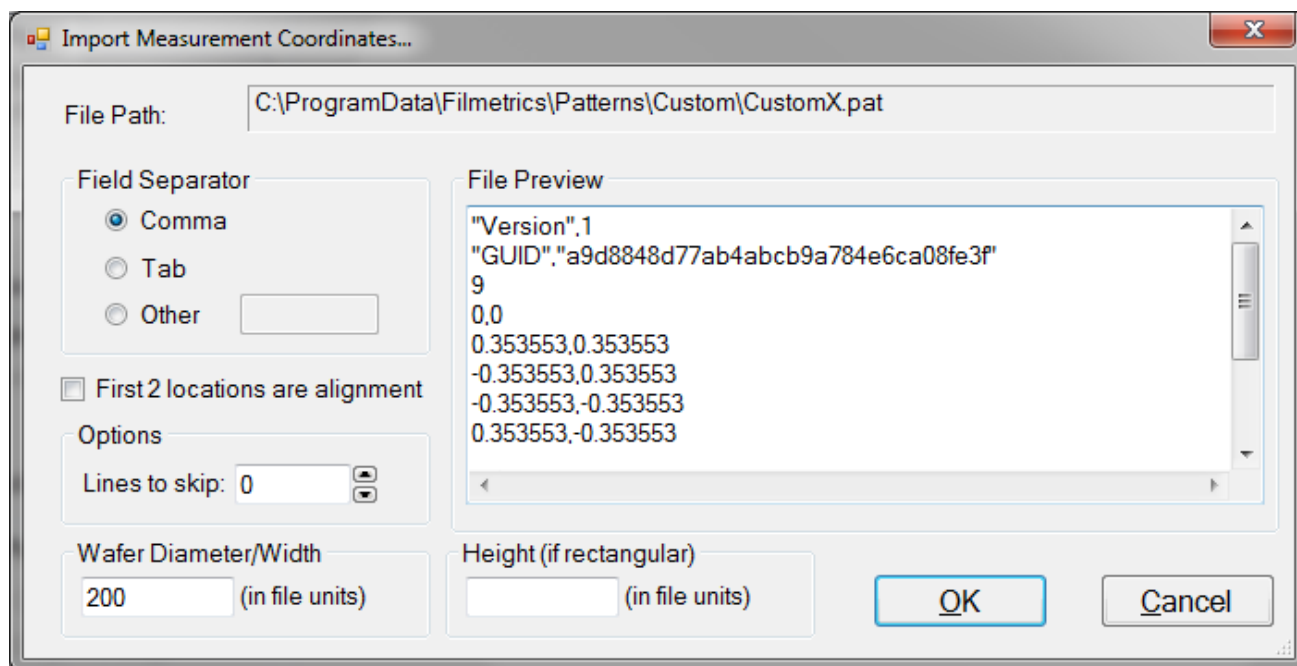 Import Measurement Coordinates...
File Path:
C:\ProgramData\Filmetrics\Patterns\Custom\CustomX.pat
Field Separator
Comma
Tab
Other
First 2 locations are alignment
Options
Lines to skip: 0
File Preview
"Version",1
"GUID","a9d8848d77ab4abcb9a784e6ca08fe3f"
9
0,0
0.353553,0.353553
-0.353553,0.353553
-0.353553,-0.353553
0.353553,-0.353553
Wafer Diameter/Width
200 (in file units)
Height (if rectangular)
(in file units)
OK
Cancel